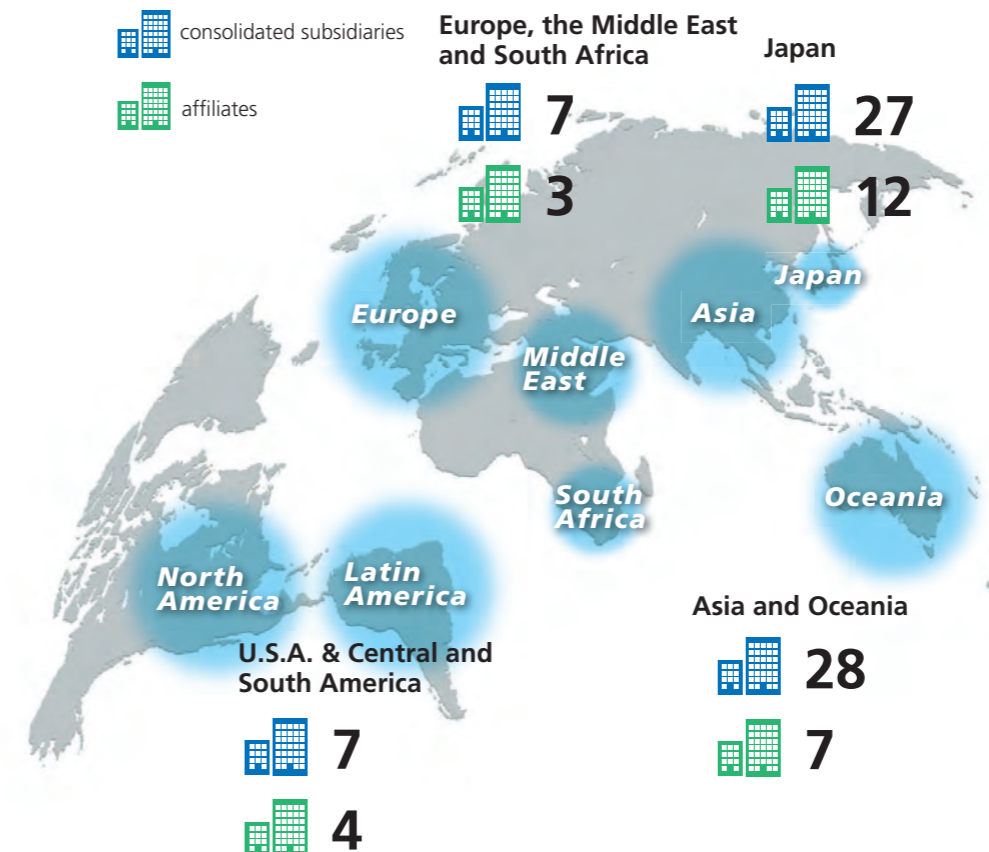 consolidated subsidiaries
affiliates
Europe, the Middle East
and South Africa
7
3
Japan
27
12
Europe
Middle
East
Asia
Japan
South
Africa
Oceania
North
America
Latin
America
U.S.A. & Central and
South America
7
4
Asia and Oceania
28
7